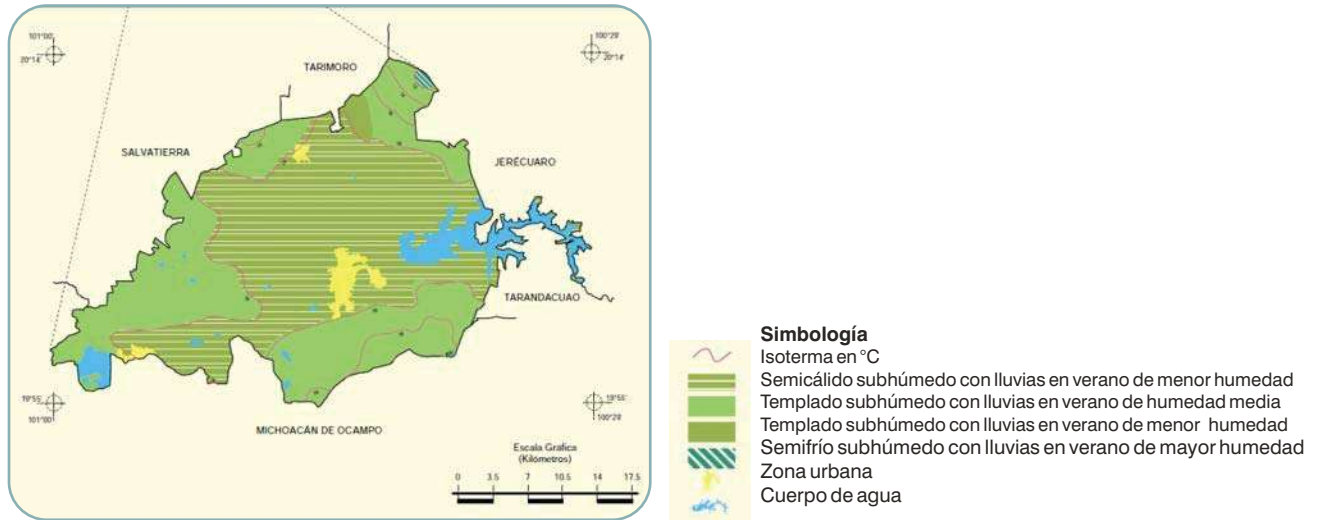 101°00'
20°14'
100°28'
20°14'
TARIMORO
SALVATIERRA
JERÉCUARO
TARANDACUAO
19°55'
101°00'
19°55'
100°28'
MICHOACÁN DE OCAMPO
Escala Gráfica
(Kilómetros)
0 3.5 7 10.5 14 17.5
Simbología
Isoterma en °C
Semicálido subhúmedo con lluvias en verano de menor humedad
Templado subhúmedo con lluvias en verano de humedad media
Templado subhúmedo con lluvias en verano de menor humedad
Semifrío subhúmedo con lluvias en verano de mayor humedad
Zona urbana
Cuerpo de agua